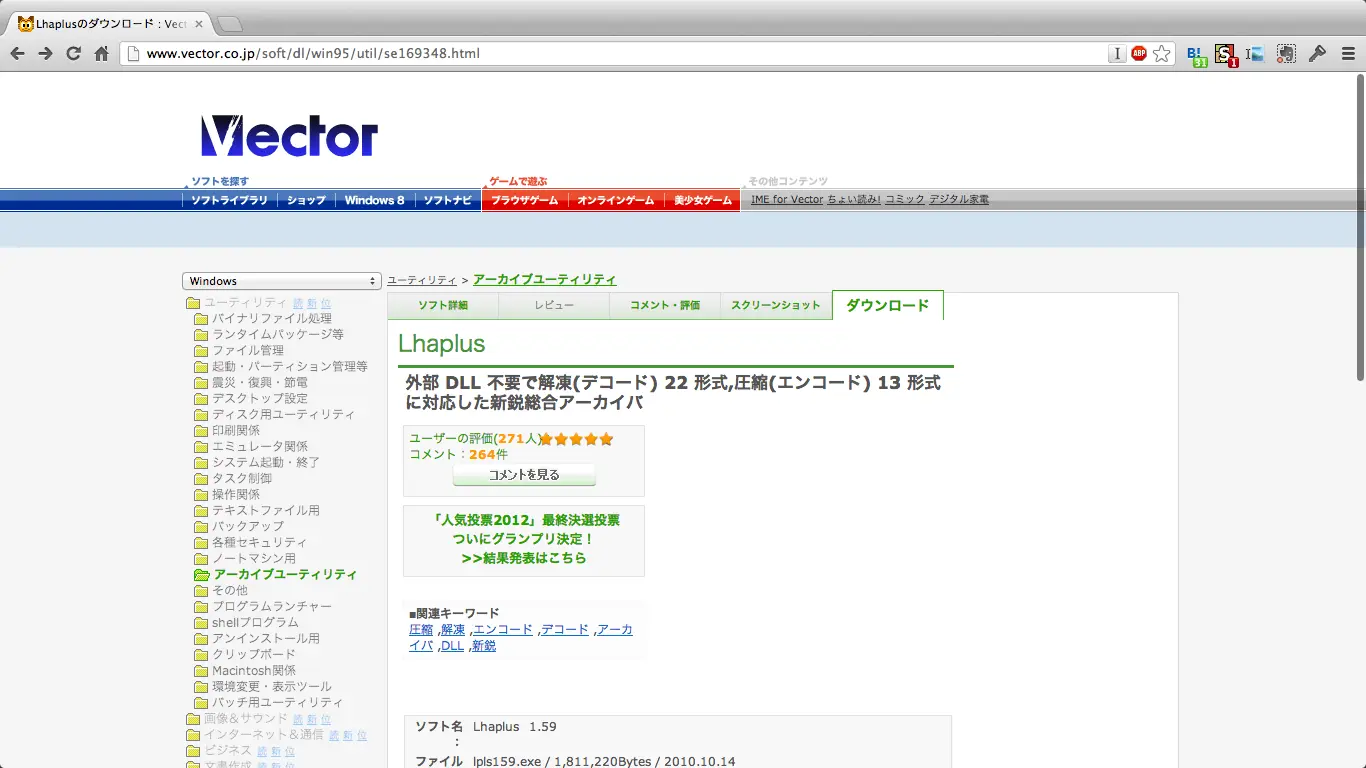 Lhaplusのダウンロード : Vect
www.vector.co.jp/soft/dl/win95/util/se169348.html
ABP
B! 31
S 1
Vector
ソフトを探す
ゲームで遊ぶ
その他コンテンツ
ソフトライブラリ ショップ Windows 8 ソフトナビ ブラウザゲーム オンラインゲーム 美少女ゲーム IME for Vector ちょい読み! コミック デジタル家電
Windows
ユーティリティ > アーカイブユーティリティ
ユーティリティ 読 新 位
バイナリファイル処理
ランタイムパッケージ等
ファイル管理
起動・パーティション管理等
震災・復興・節電
デスクトップ設定
ディスク用ユーティリティ
印刷関係
エミュレータ関係
システム起動・終了
タスク制御
操作関係
テキストファイル用
バックアップ
各種セキュリティ
ノートマシン用
アーカイブユーティリティ
その他
プログラムランチャー
shellプログラム
アンインストール用
クリップボード
Macintosh関係
環境変更・表示ツール
パッチ用ユーティリティ
画像&サウンド 読 新 位
インターネット&通信 読 新 位
ビジネス 読 新 位
文書作成 読 新 位
ソフト詳細 レビュー コメント・評価 スクリーンショット ダウンロード
Lhaplus
外部 DLL 不要で解凍(デコード) 22 形式,圧縮(エンコード) 13 形式
に対応した新鋭総合アーカイバ
ユーザーの評価(271人)
コメント：264件
コメントを見る
「人気投票2012」最終決選投票
ついにグランプリ決定！
>>結果発表はこちら
■関連キーワード
圧縮 ,解凍 ,エンコード ,デコード ,アーカ
イバ ,DLL ,新鋭
ソフト名 Lhaplus 1.59
：
ファイル lpls159.exe / 1,811,220Bytes / 2010.10.14